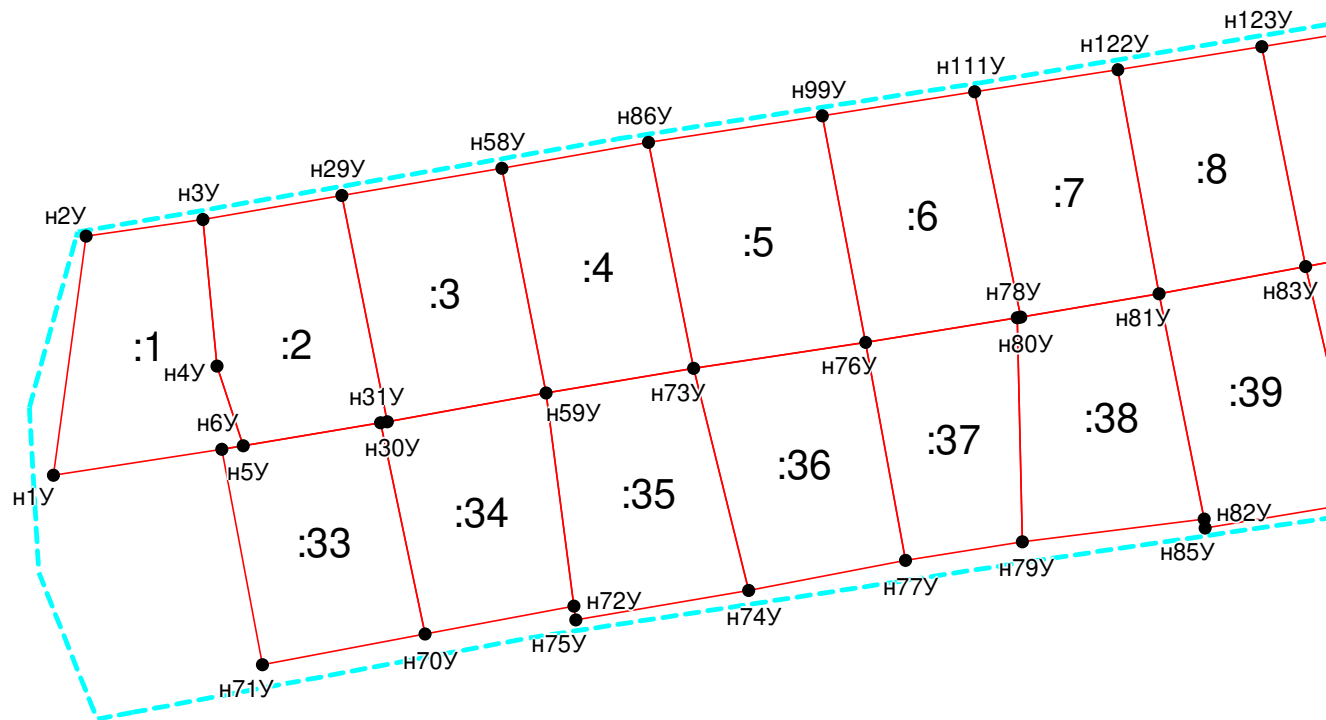 н123У
н122У
н111У
н99У
н86У
н58У
н29У
н3У
н2У
:8
:7
:6
:5
:4
:3
:2
:1
н83У
н78У
н81У
н80У
н76У
н73У
н4У
н31У
н59У
н6У
н30У
н5У
н1У
:39
:38
:37
:36
:35
:34
:33
н82У
н85У
н79У
н77У
н72У
н74У
н75У
н70У
н71У